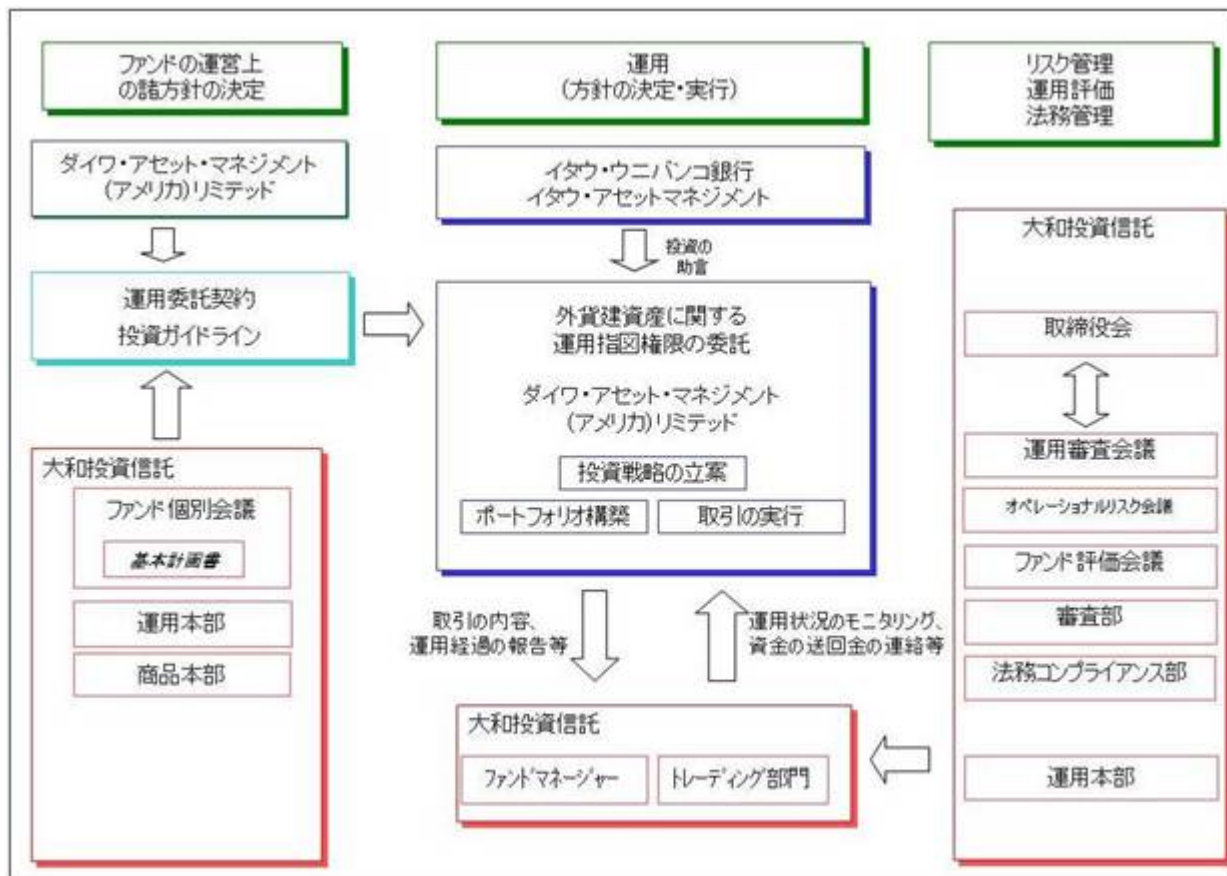 ファンドの運営上
の諸方針の決定
運用
(方針の決定・実行)
リスク管理
運用評価
法務管理
ダイワ・アセット・マネジメント
(アメリカ)リミテッド
イタウ・ウニバンコ銀行
イタウ・アセットマネジメント
投資の
助言
運用委託契約
投資ガイドライン
外貨建資産に関する
運用指図権限の委託
ダイワ・アセット・マネジメント
(アメリカ)リミテッド
投資戦略の立案
ポートフォリオ構築
取引の実行
大和投資信託
ファンド個別会議
基本計画書
運用本部
商品本部
取引の内容、
運用経過の報告等
運用状況のモニタリング、
資金の送回金の連絡等
大和投資信託
ファンドマネージャー
トレーディング部門
大和投資信託
取締役会
運用審査会議
オペレーショナルリスク会議
ファンド評価会議
審査部
法務コンプライアンス部
運用本部